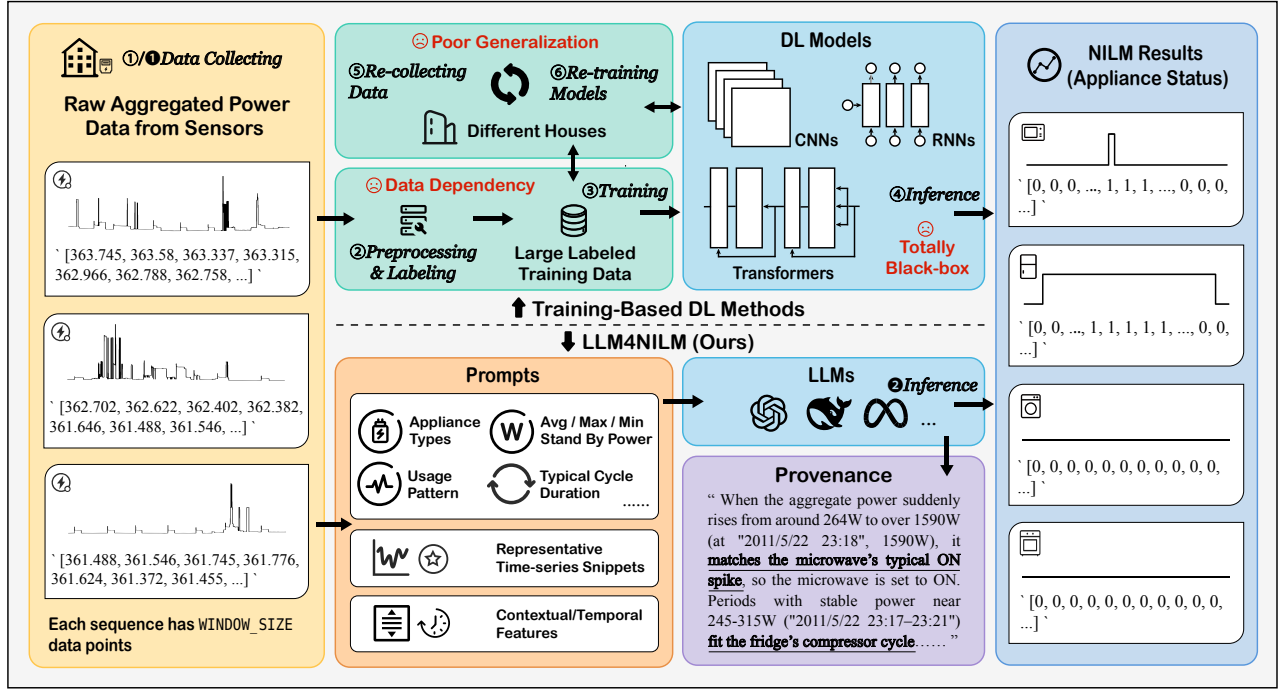 ①/❶Data Collecting
Raw Aggregated Power
Data from Sensors
` [363.745, 363.58, 363.337, 363.315,
362.966, 362.788, 362.758, ...] `
` [362.702, 362.622, 362.402, 362.382,
361.646, 361.488, 361.546, ...] `
` [361.488, 361.546, 361.745, 361.776,
361.624, 361.372, 361.455, ...] `
Each sequence has WINDOW_SIZE
data points
Poor Generalization
⑤Re-collecting
Data
⑥Re-training
Models
Different Houses
Data Dependency
③Training
②Preprocessing
& Labeling
Large Labeled
Training Data
DL Models
CNNs
RNNs
Transformers
④Inference
Totally
Black-box
Training-Based DL Methods
LLM4NILM (Ours)
Prompts
Appliance
Types
W
Avg / Max / Min
Stand By Power
Usage
Pattern
Typical Cycle
Duration
......
Representative
Time-series Snippets
Contextual/Temporal
Features
LLMs
❷Inference
...
Provenance
“ When the aggregate power suddenly
rises from around 264W to over 1590W
(at "2011/5/22 23:18", 1590W), it
matches the microwave’s typical ON
spike, so the microwave is set to ON.
Periods with stable power near
245-315W ("2011/5/22 23:17–23:21")
fit the fridge’s compressor cycle…… ”
NILM Results
(Appliance Status)
` [0, 0, 0, ..., 1, 1, 1, ..., 0, 0, 0,
...] `
` [0, 0, ..., 1, 1, 1, 1, 1, ..., 0, 0,
...] `
` [0, 0, 0, 0, 0, 0, 0, 0, 0, 0, 0,
...] `
` [0, 0, 0, 0, 0, 0, 0, 0, 0, 0, 0,
...] `